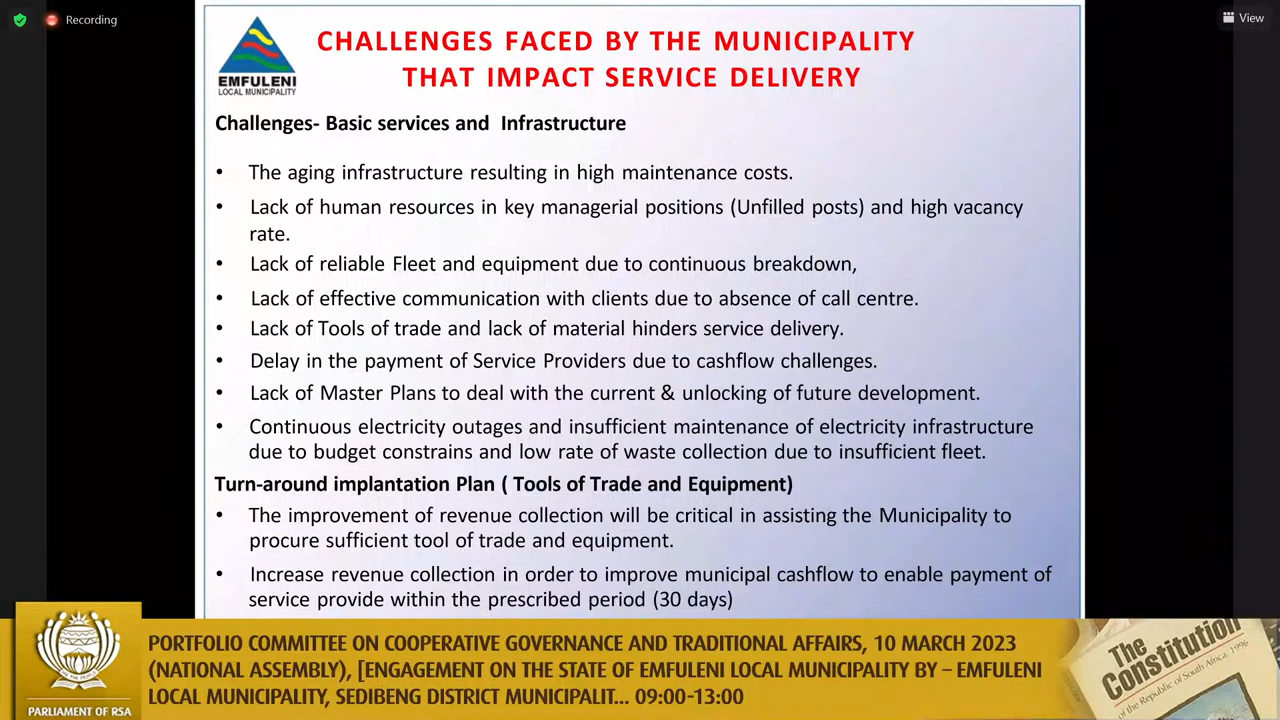 Recording
View
EMFULENI
LOCAL MUNICIPALITY
CHALLENGES FACED BY THE MUNICIPALITY
THAT IMPACT SERVICE DELIVERY
Challenges- Basic services and Infrastructure
• The aging infrastructure resulting in high maintenance costs.
• Lack of human resources in key managerial positions (Unfilled posts) and high vacancy
rate.
• Lack of reliable Fleet and equipment due to continuous breakdown,
• Lack of effective communication with clients due to absence of call centre.
• Lack of Tools of trade and lack of material hinders service delivery.
• Delay in the payment of Service Providers due to cashflow challenges.
• Lack of Master Plans to deal with the current & unlocking of future development.
• Continuous electricity outages and insufficient maintenance of electricity infrastructure
due to budget constrains and low rate of waste collection due to insufficient fleet.
Turn-around implantation Plan ( Tools of Trade and Equipment)
• The improvement of revenue collection will be critical in assisting the Municipality to
procure sufficient tool of trade and equipment.
• Increase revenue collection in order to improve municipal cashflow to enable payment of
service provide within the prescribed period (30 days)
PARLIAMENT OF RSA
PORTFOLIO COMMITTEE ON COOPERATIVE GOVERNANCE AND TRADITIONAL AFFAIRS, 10 MARCH 2023
(NATIONAL ASSEMBLY), [ENGAGEMENT ON THE STATE OF EMFULENI LOCAL MUNICIPALITY BY – EMFULENI
LOCAL MUNICIPALITY, SEDIBENG DISTRICT MUNICIPALIT... 09:00-13:00
The
Constitution
of the Republic of South Africa, 1996